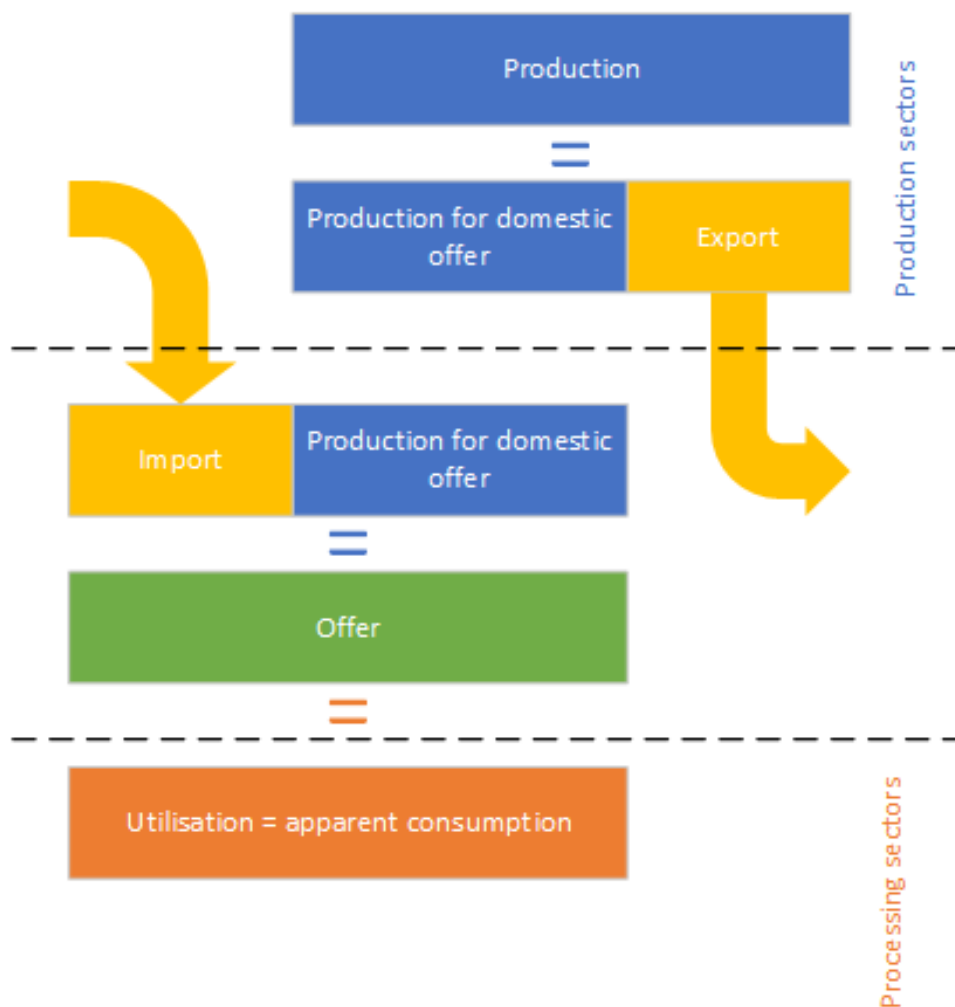 Production
Production sectors
=
Production for domestic
offer
Export
Import
Production for domestic
offer
=
Offer
=
Utilisation = apparent consumption
Processing sectors